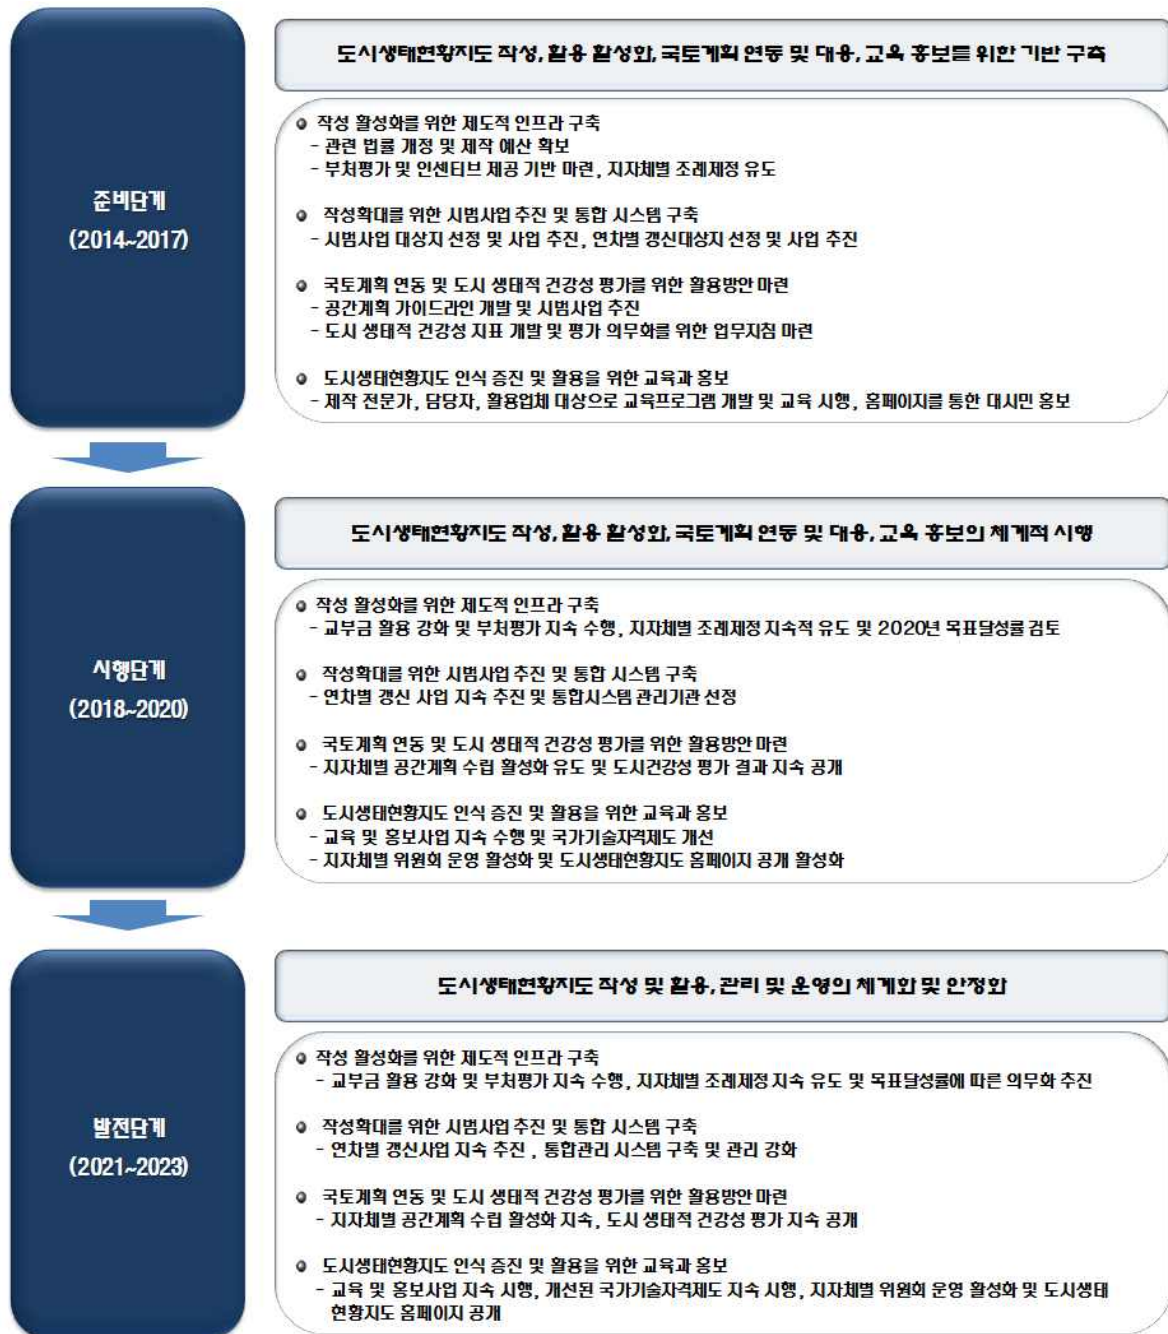 준비단계
(2014~2017)
도시생태현황지도 작성, 활용 활성화, 국토계획 연동 및 대응, 교육 홍보를 위한 기반 구축
작성 활성화를 위한 제도적 인프라 구축
- 관련 법률 개정 및 제작 예산 확보
- 부처평가 및 인센티브 제공 기반 마련, 지자체별 조례제정 유도
작성확대를 위한 시범사업 추진 및 통합 시스템 구축
- 시범사업 대상지 선정 및 사업 추진, 연차별 갱신대상지 선정 및 사업 추진
국토계획 연동 및 도시 생태적 건강성 평가를 위한 활용방안 마련
- 공간계획 가이드라인 개발 및 시범사업 추진
- 도시 생태적 건강성 지표 개발 및 평가 의무화를 위한 업무지침 마련
도시생태현황지도 인식 증진 및 활용을 위한 교육과 홍보
- 제작 전문가, 담당자, 활용업체 대상으로 교육프로그램 개발 및 교육 시행, 홈페이지를 통한 대시민 홍보
시행단계
(2018~2020)
도시생태현황지도 작성, 활용 활성화, 국토계획 연동 및 대응, 교육 홍보의 체계적 시행
작성 활성화를 위한 제도적 인프라 구축
- 교부금 활용 강화 및 부처평가 지속 수행, 지자체별 조례제정 지속적 유도 및 2020년 목표달성률 검토
작성확대를 위한 시범사업 추진 및 통합 시스템 구축
- 연차별 갱신 사업 지속 추진 및 통합시스템 관리기관 선정
국토계획 연동 및 도시 생태적 건강성 평가를 위한 활용방안 마련
- 지자체별 공간계획 수립 활성화 유도 및 도시건강성 평가 결과 지속 공개
도시생태현황지도 인식 증진 및 활용을 위한 교육과 홍보
- 교육 및 홍보사업 지속 수행 및 국가기술자격제도 개선
- 지자체별 위원회 운영 활성화 및 도시생태현황지도 홈페이지 공개 활성화
발전단계
(2021~2023)
도시생태현황지도 작성 및 활용, 관리 및 운영의 체계화 및 안정화
작성 활성화를 위한 제도적 인프라 구축
- 교부금 활용 강화 및 부처평가 지속 수행, 지자체별 조례제정 지속 유도 및 목표달성률에 따른 의무화 추진
작성확대를 위한 시범사업 추진 및 통합 시스템 구축
- 연차별 갱신사업 지속 추진 , 통합관리 시스템 구축 및 관리 강화
국토계획 연동 및 도시 생태적 건강성 평가를 위한 활용방안 마련
- 지자체별 공간계획 수립 활성화 지속, 도시 생태적 건강성 평가 지속 공개
도시생태현황지도 인식 증진 및 활용을 위한 교육과 홍보
- 교육 및 홍보사업 지속 시행, 개선된 국가기술자격제도 지속 시행, 지자체별 위원회 운영 활성화 및 도시생태
현황지도 홈페이지 공개